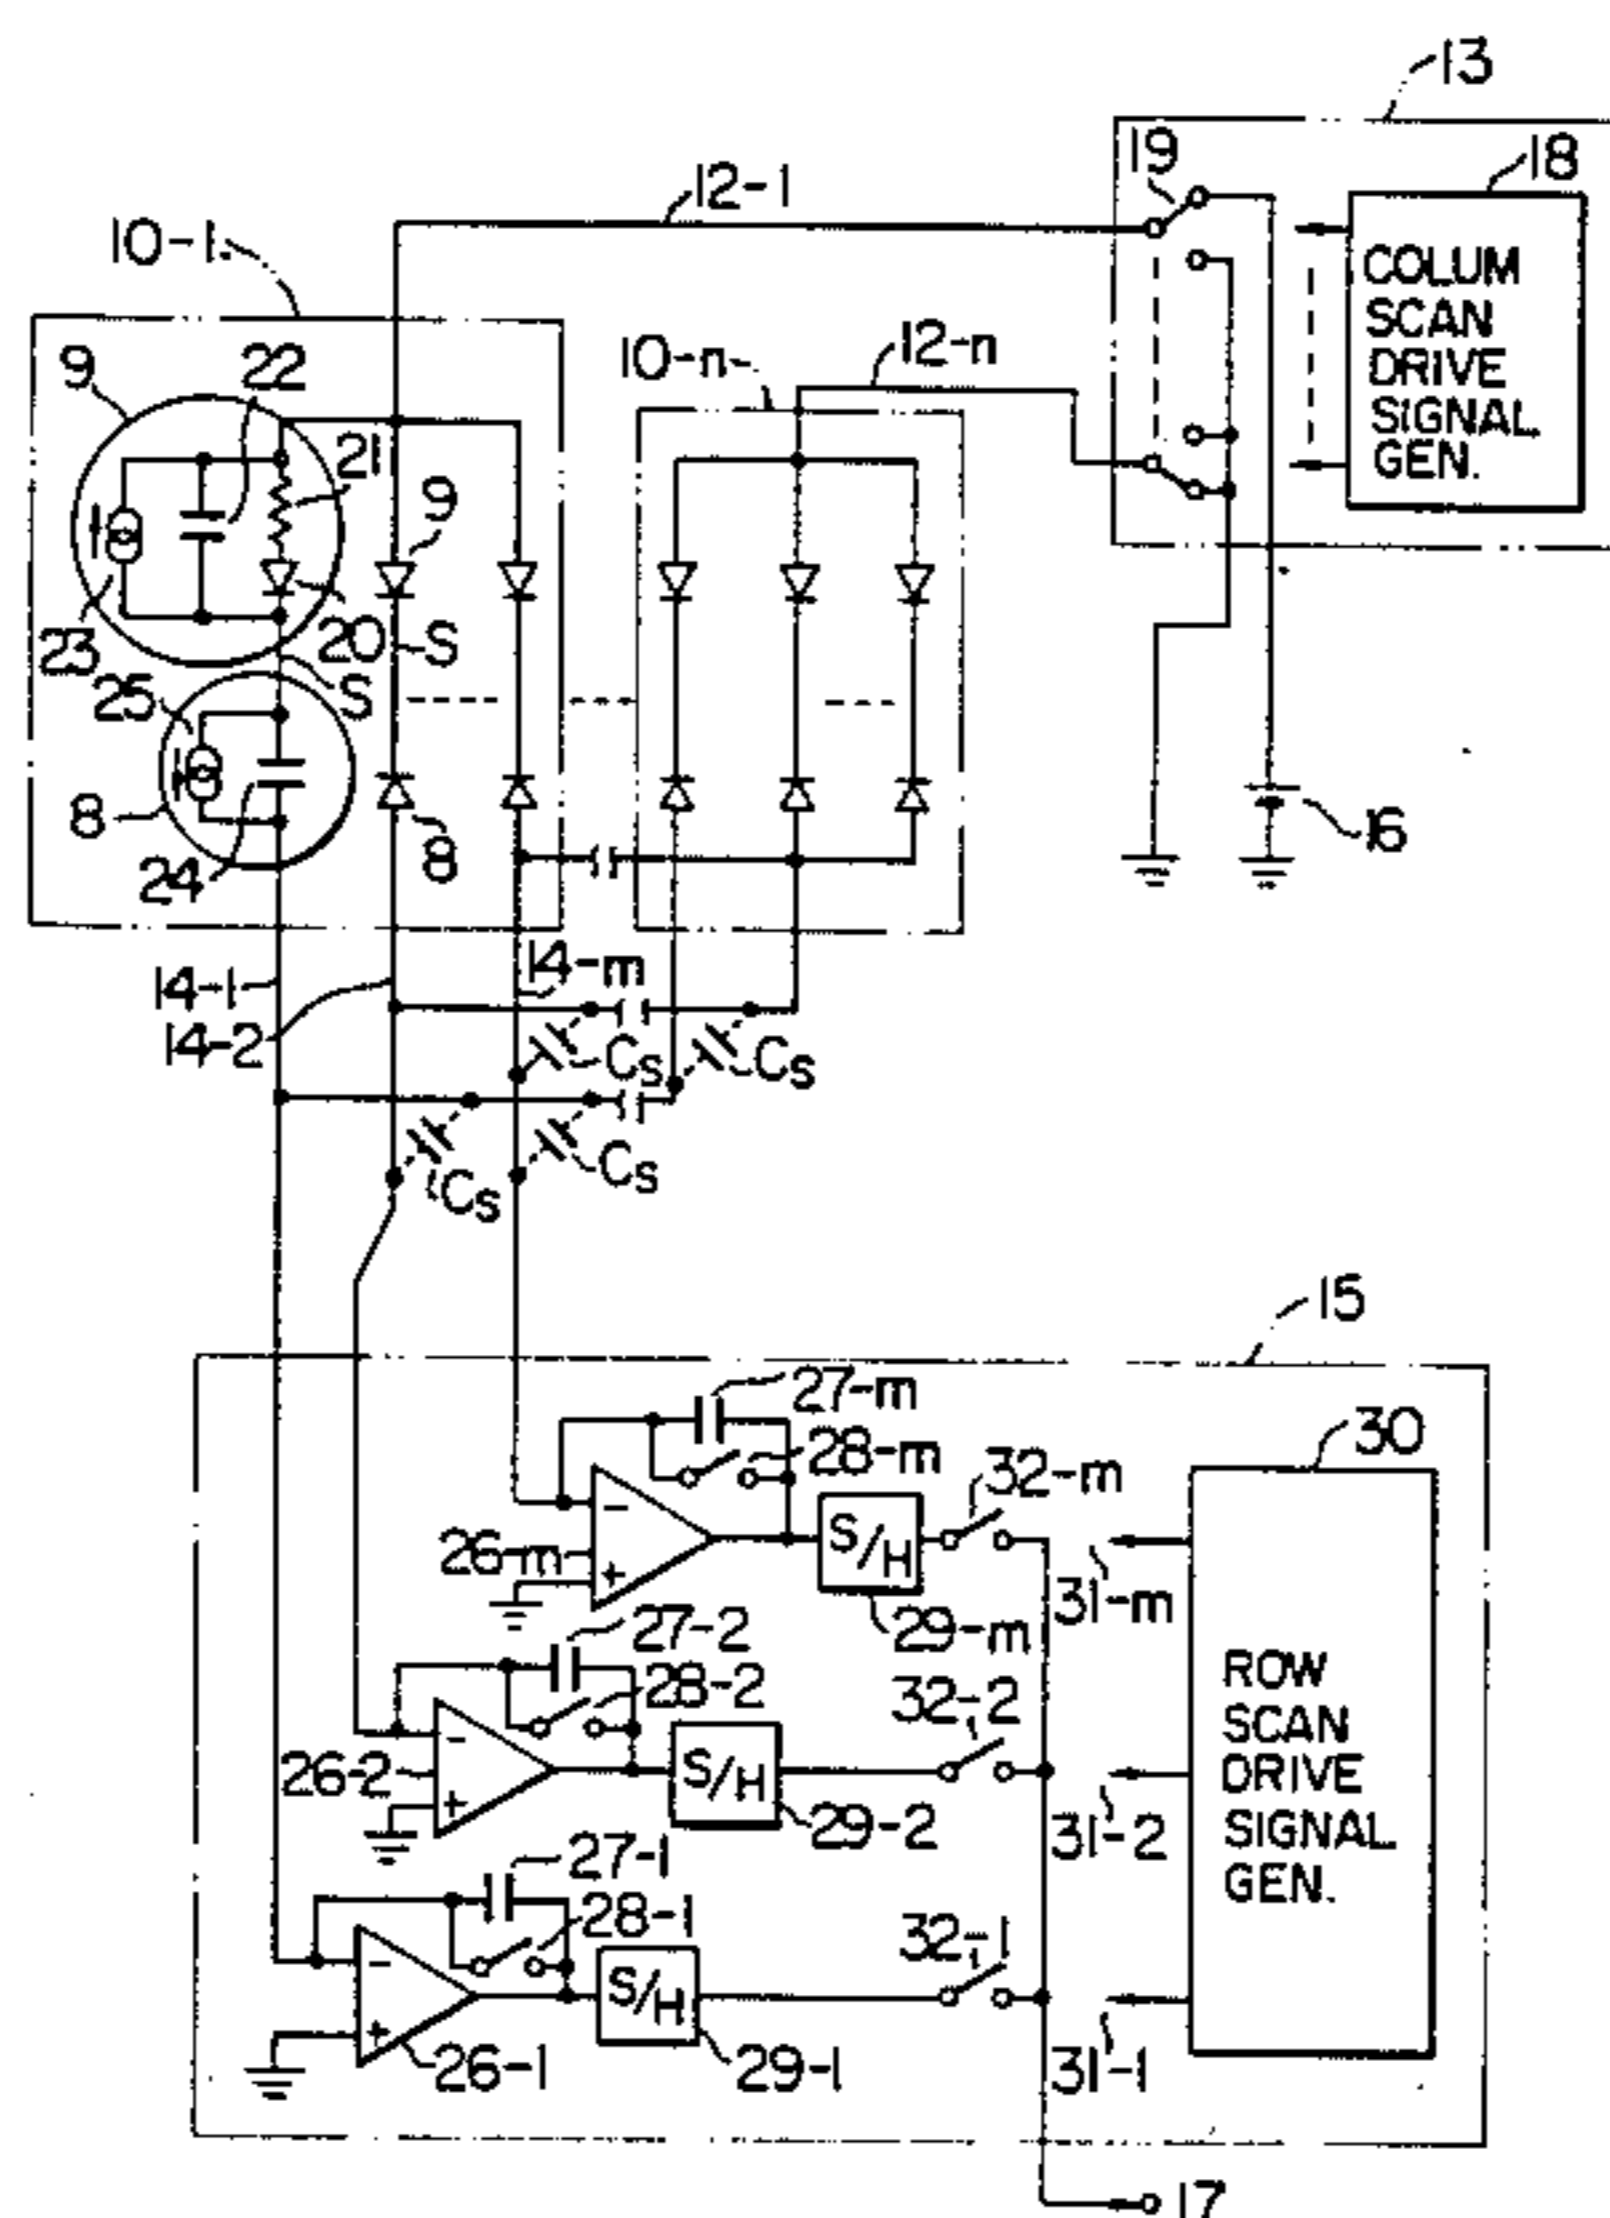 13
19
18
12-1
COLUM
SCAN
DRIVE
SIGNAL
GEN.
10-1
10-n
12-n
9
22
21
9
23
20
S
S
25
8
24
8
16
14-1
14-2
14-m
Cs
Cs
Cs
Cs
15
27-m
28-m
32-m
30
-
+
26-m
S/H
29-m
31-m
27-2
28-2
32-2
-
+
26-2
S/H
29-2
31-2
ROW
SCAN
DRIVE
SIGNAL
GEN.
27-1
28-1
32-1
-
+
26-1
S/H
29-1
31-1
17